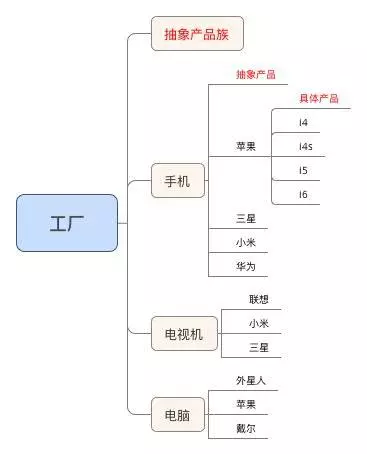 抽象产品族
抽象产品
具体产品
i4
苹果
i4s
i5
手机
i6
工厂
三星
小米
华为
联想
电视机
小米
三星
外星人
电脑
苹果
戴尔